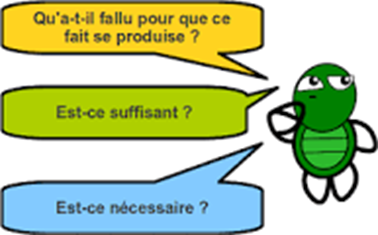 Qu'a-t-il fallu pour que ce
fait se produise ?
Est-ce suffisant ?
Est-ce nécessaire ?